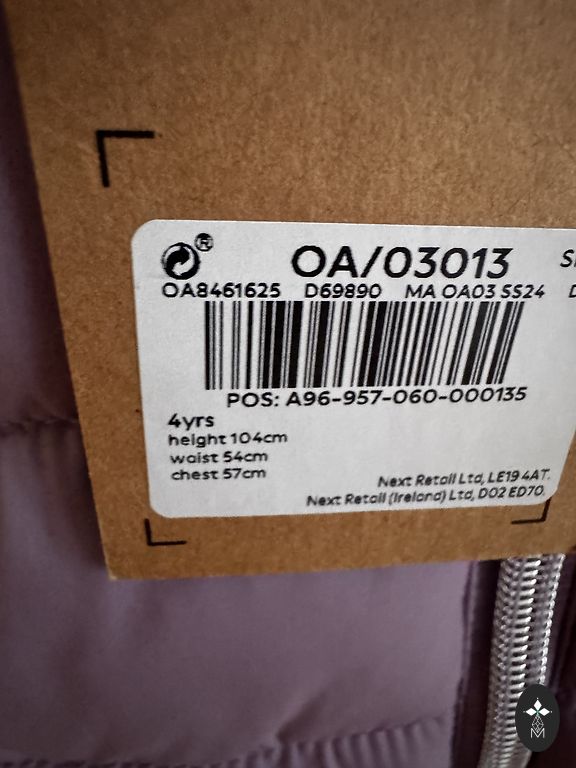 ®
OA/03013
OA8461625 D69890 MA OA03 SS24
POS: A96-957-060-000135
4yrs
height 104cm
waist 54cm
chest 57cm
Next Retail Ltd, LE19 4AT.
Next Retail (Ireland) Ltd, D02 ED70.
M